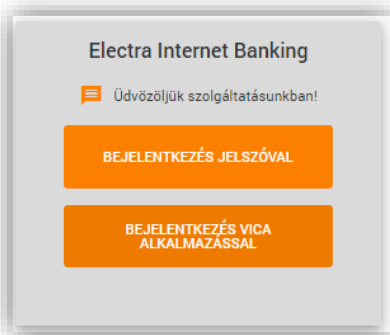 Electra Internet Banking
Üdvözöljük szolgáltatásunkban!
BEJELENTKEZÉS JELSZÓVAL
BEJELENTKEZÉS VICA
ALKALMAZÁSSAL